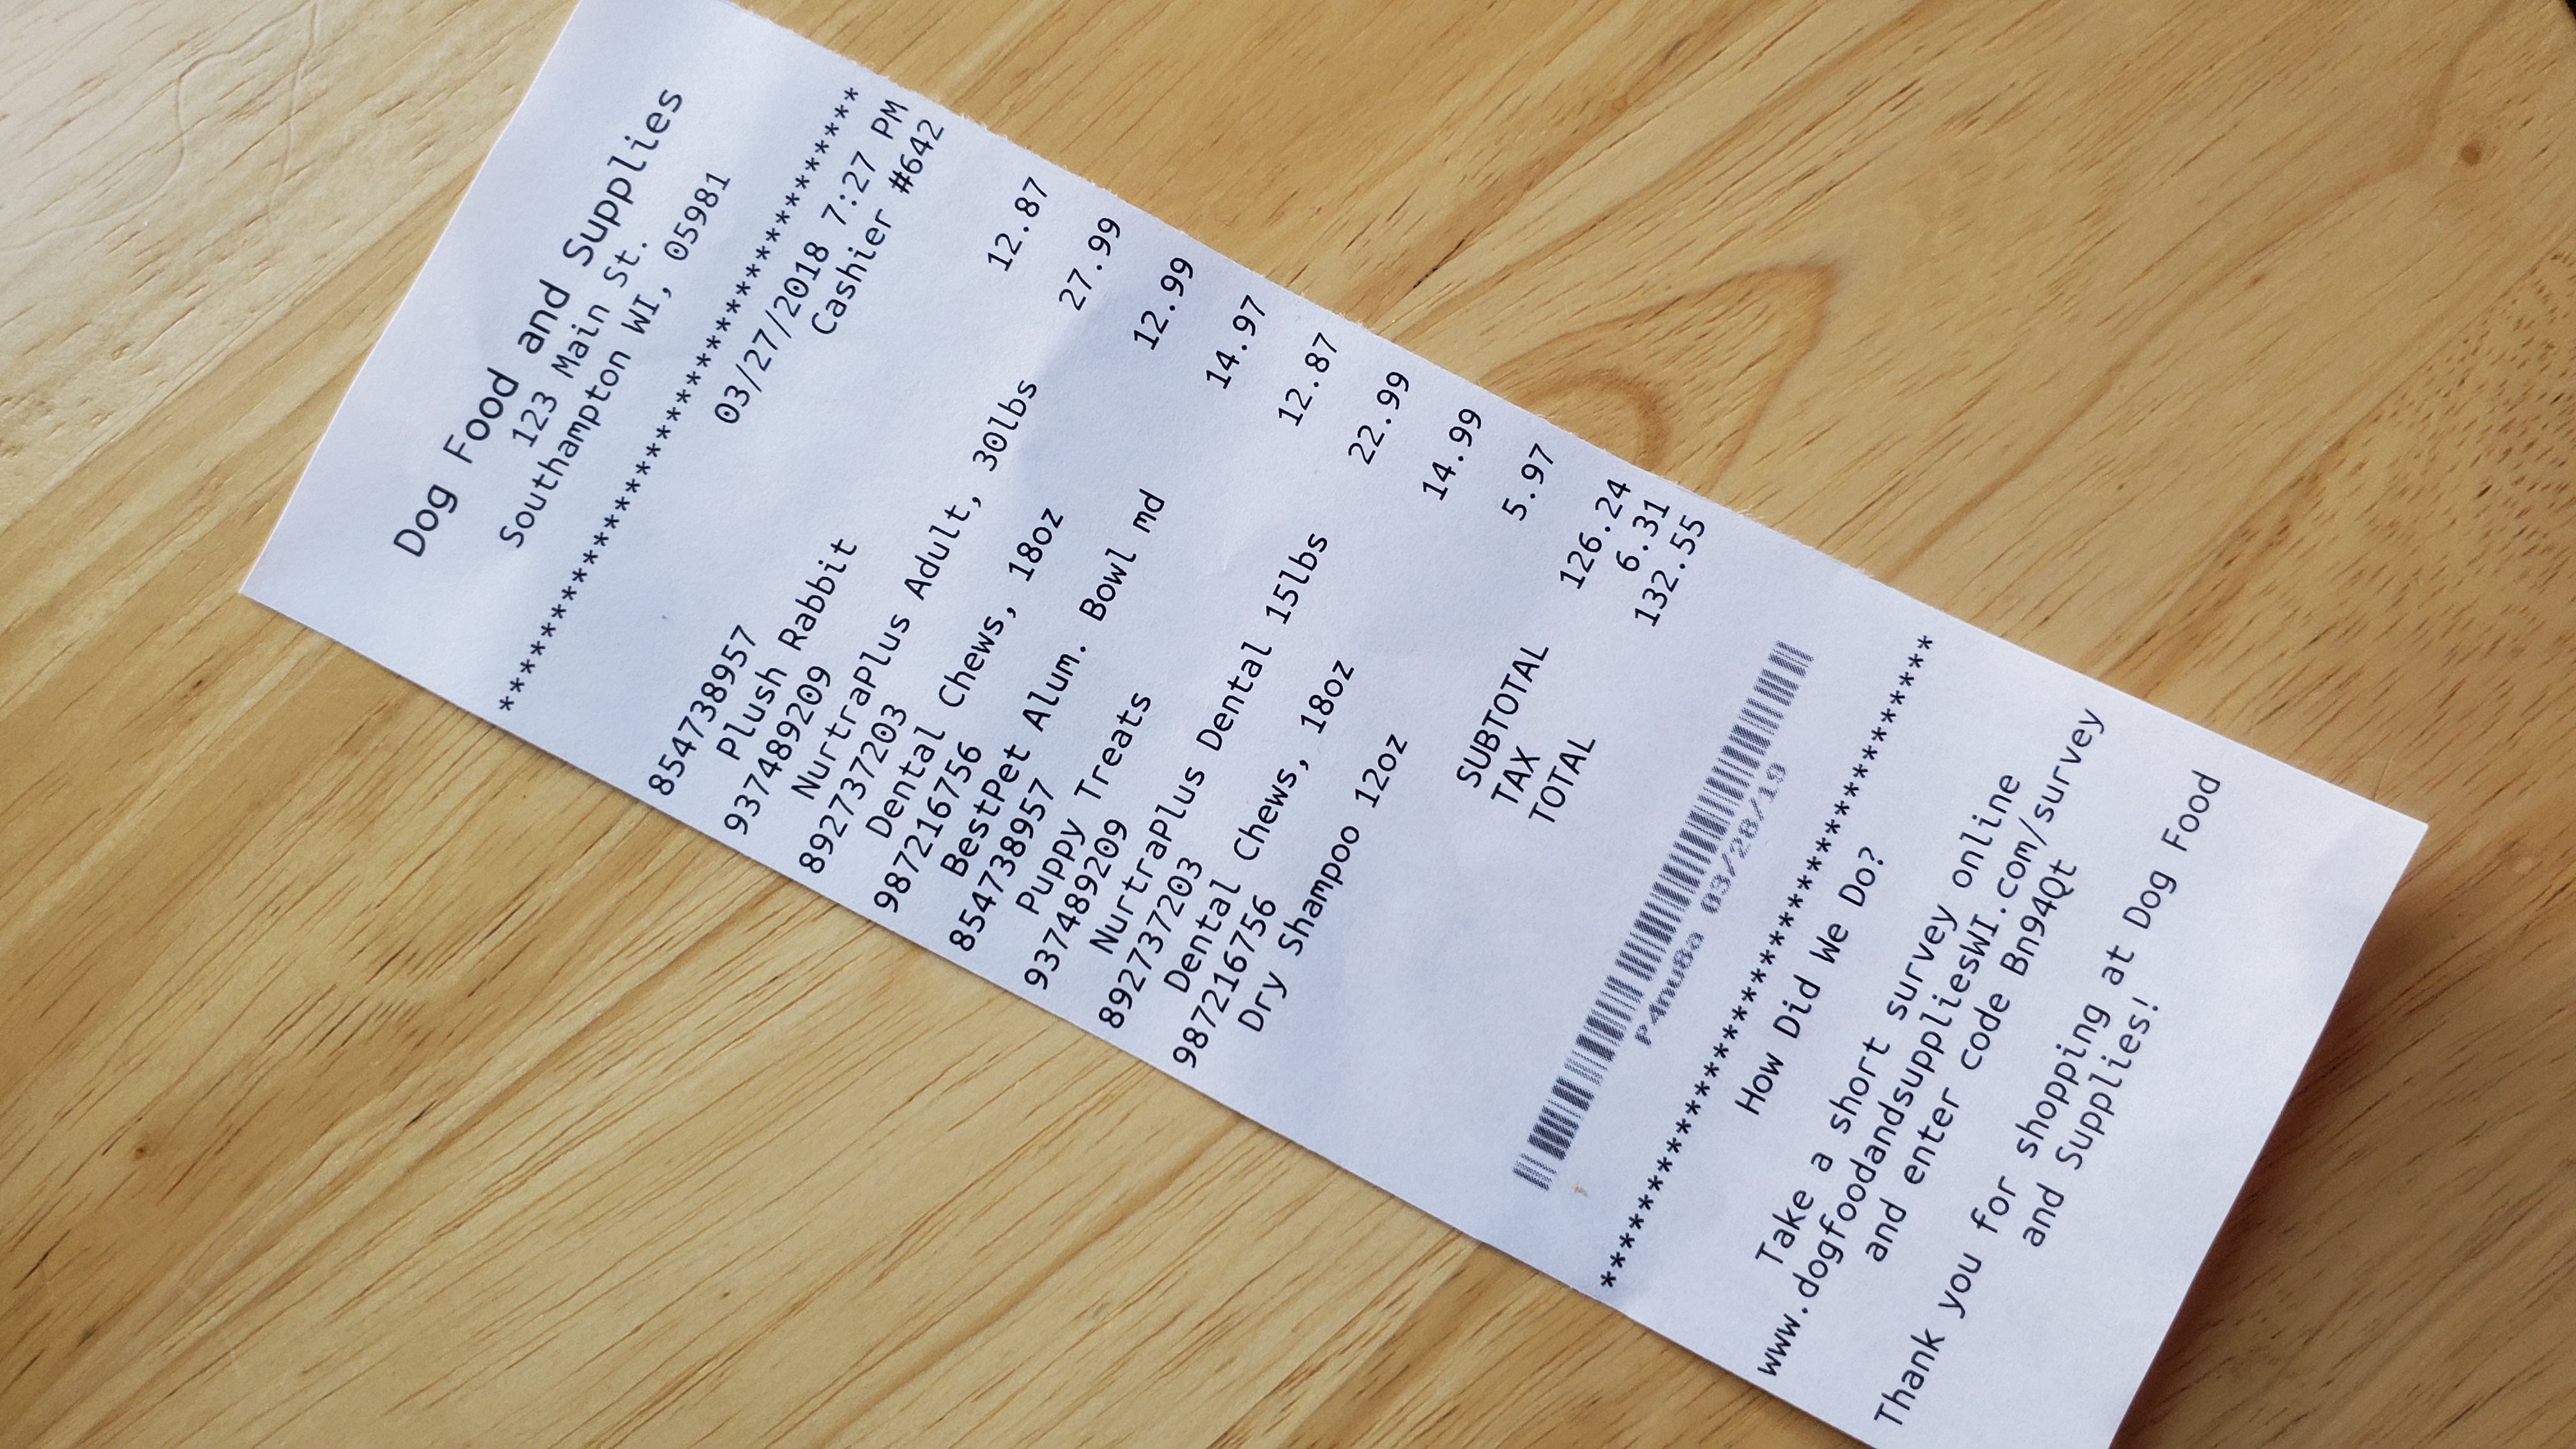 Dog Food and Supplies
123 Main St.
Southampton WI, 05981
****************************************
03/27/2018 7:27 PM
Cashier #642
854738957
Plush Rabbit 12.87
937489209
NurtraPlus Adult, 30lbs 27.99
892737203
Dental Chews, 18oz 12.99
987216756
BestPet Alum. Bowl md 14.97
854738957
Puppy Treats 12.87
937489209
NurtraPlus Dental 15lbs 22.99
892737203
Dental Chews, 18oz 14.99
987216756
Dry Shampoo 12oz 5.97
SUBTOTAL 126.24
TAX 6.31
TOTAL 132.55
P4nu8a 03/28/19
****************************************
How Did We Do?
Take a short survey online
www.dogfoodandsuppliesWI.com/survey
and enter code Bn94Qt
Thank you for shopping at Dog Food
and Supplies!